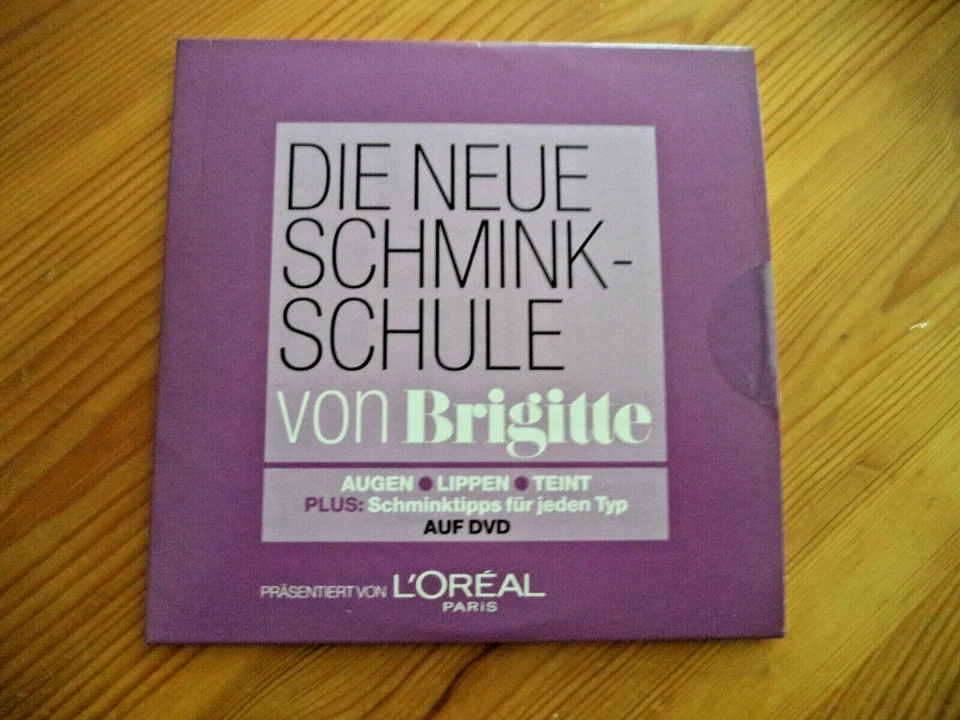 DIE NEUE
SCHMINK-
SCHULE
von Brigitte
AUGEN ● LIPPEN ● TEINT
PLUS: Schminktipps für jeden Typ
AUF DVD
PRÄSENTIERT VON L'ORÉAL
PARIS